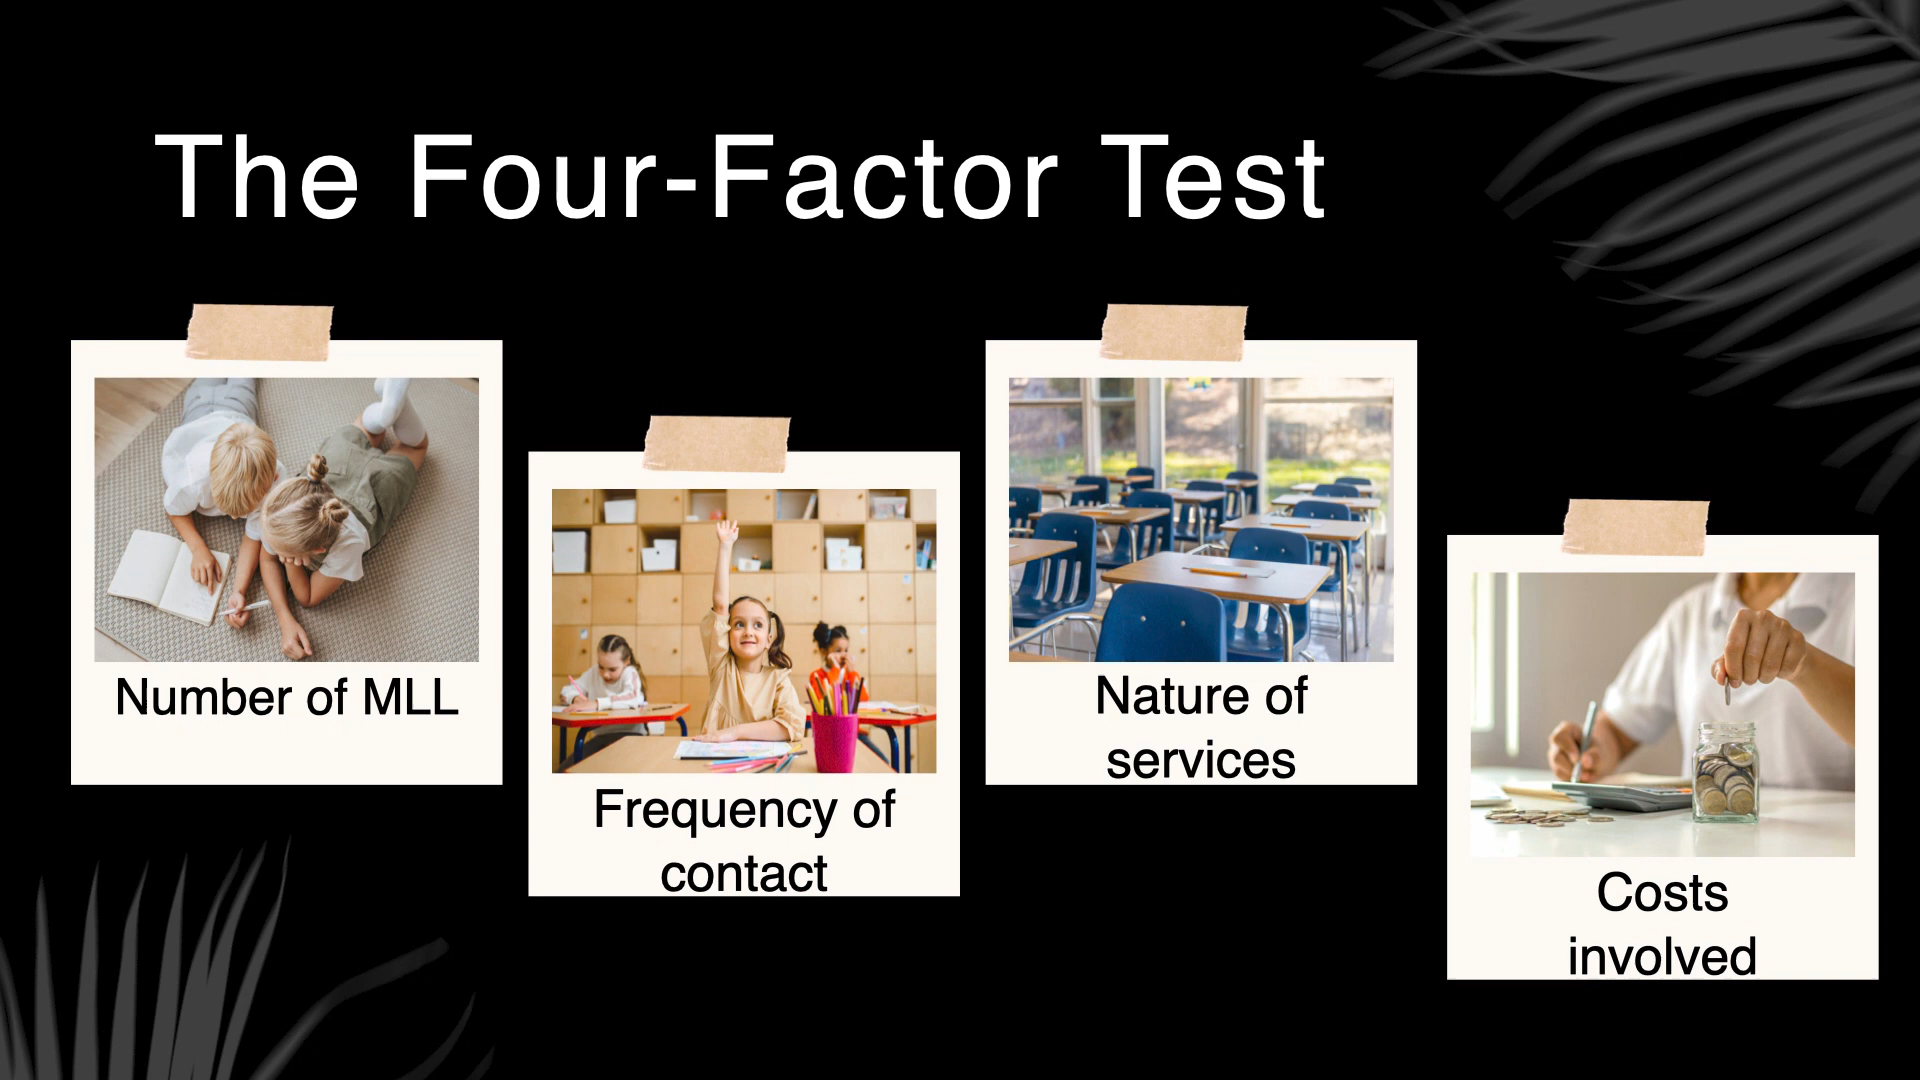 The Four-Factor Test
Number of MLL
Frequency of
contact
Nature of
services
Costs
involved